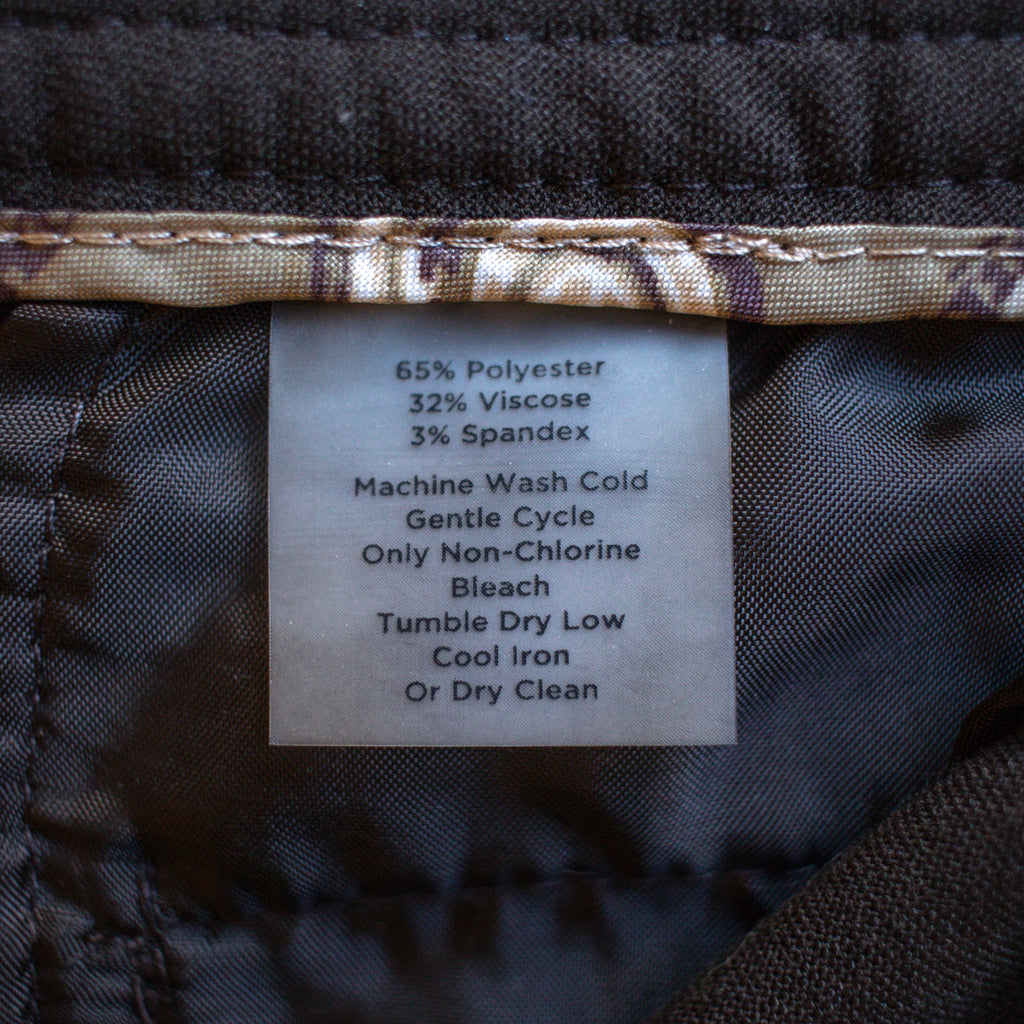 65% Polyester
32% Viscose
3% Spandex
Machine Wash Cold
Gentle Cycle
Only Non-Chlorine
Bleach
Tumble Dry Low
Cool Iron
Or Dry Clean